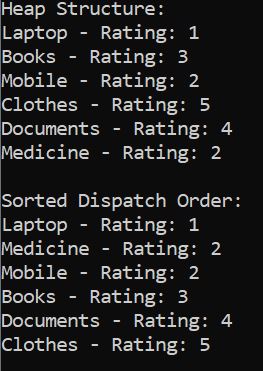 Heap Structure:
Laptop - Rating: 1
Books - Rating: 3
Mobile - Rating: 2
Clothes - Rating: 5
Documents - Rating: 4
Medicine - Rating: 2
Sorted Dispatch Order:
Laptop - Rating: 1
Medicine - Rating: 2
Mobile - Rating: 2
Books - Rating: 3
Documents - Rating: 4
Clothes - Rating: 5